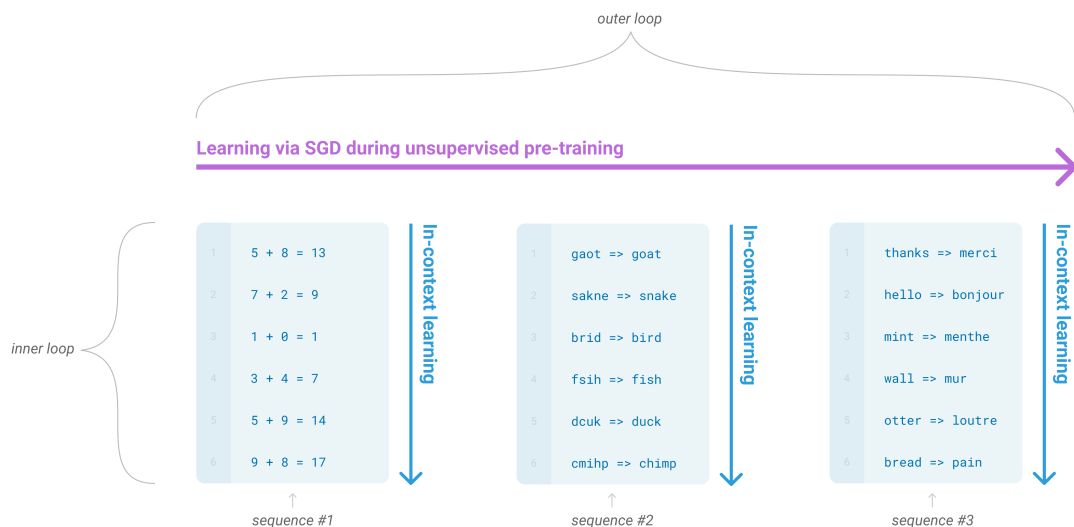 outer loop
Learning via SGD during unsupervised pre-training
inner loop
1 5 + 8 = 13
2 7 + 2 = 9
3 1 + 0 = 1
4 3 + 4 = 7
5 5 + 9 = 14
6 9 + 8 = 17
In-context learning
sequence #1
1 gaot => goat
2 sakne => snake
3 brid => bird
4 fsih => fish
5 dcuk => duck
6 cmihp => chimp
In-context learning
sequence #2
1 thanks => merci
2 hello => bonjour
3 mint => menthe
4 wall => mur
5 otter => loutre
6 bread => pain
In-context learning
sequence #3